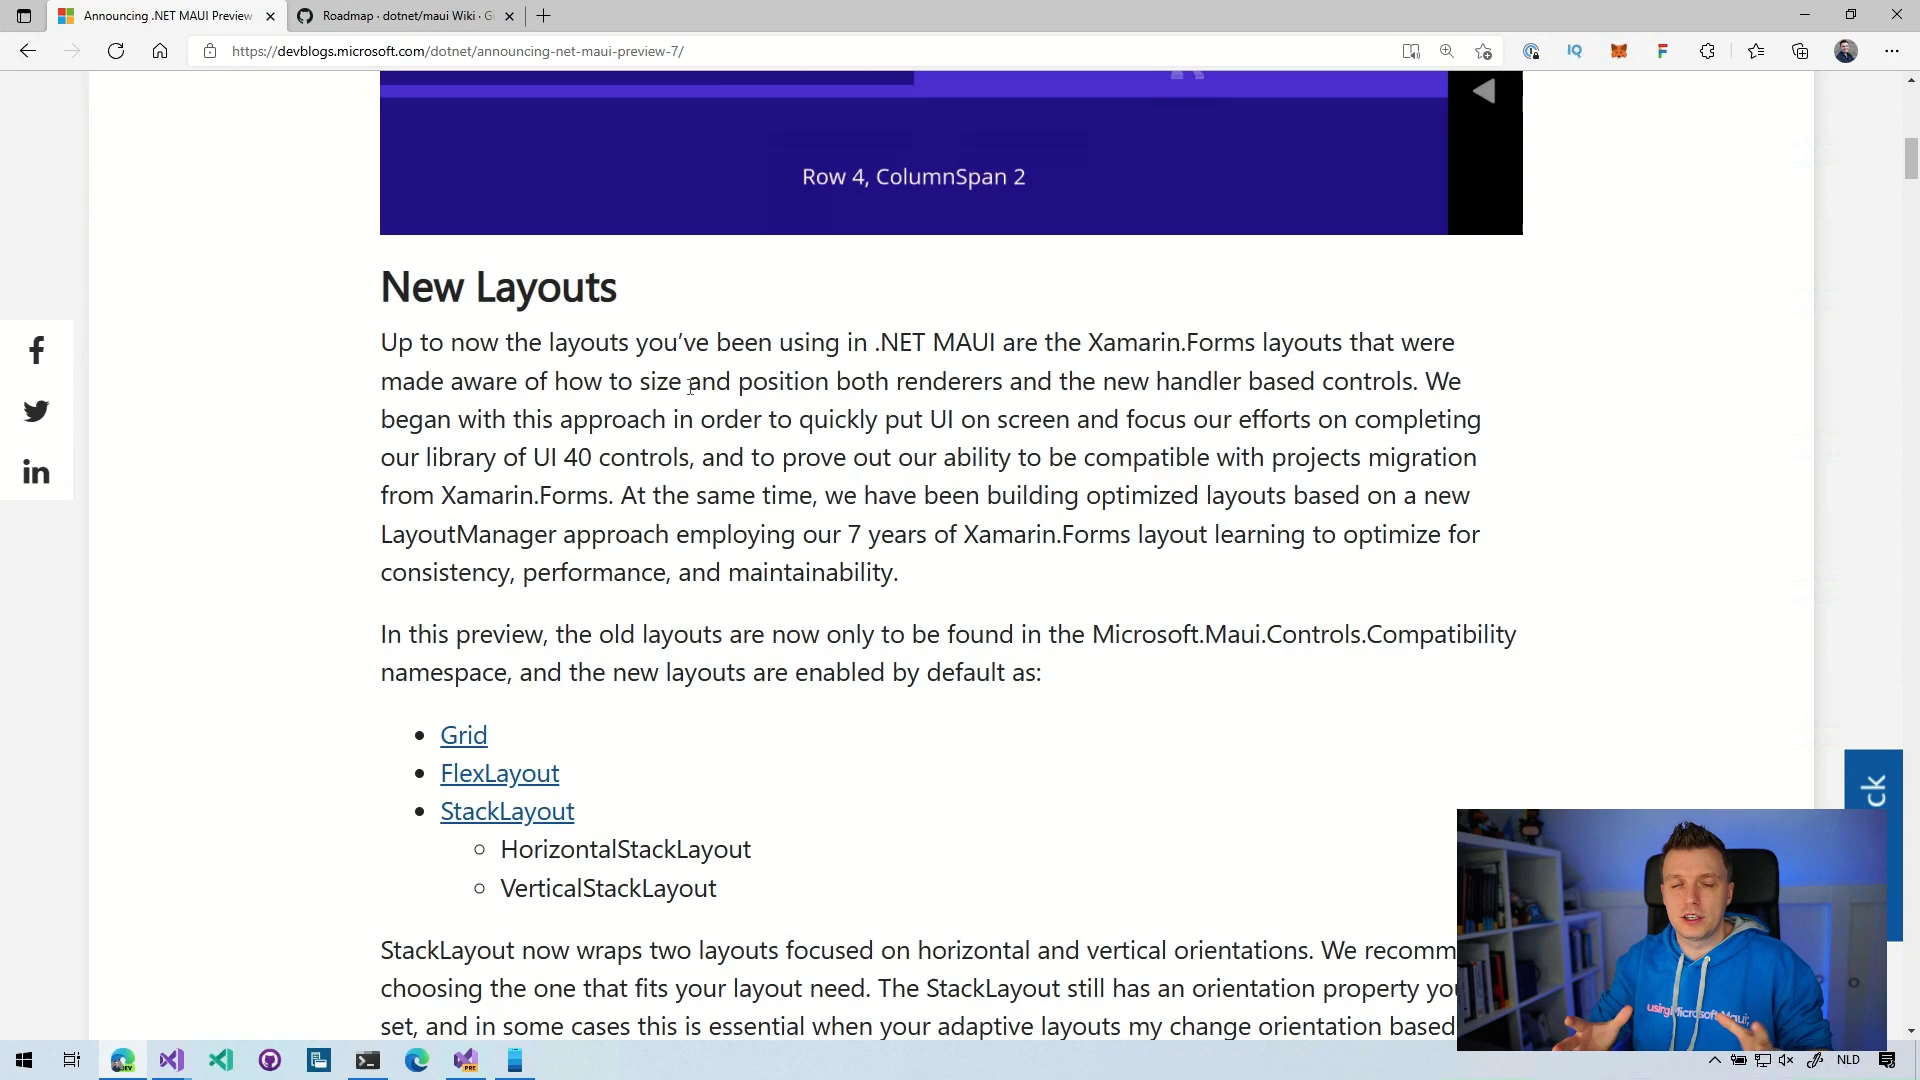 Announcing .NET MAUI Preview
Roadmap · dotnet/maui Wiki · Gi
https://devblogs.microsoft.com/dotnet/announcing-net-maui-preview-7/
Row 4, ColumnSpan 2
New Layouts
Up to now the layouts you’ve been using in .NET MAUI are the Xamarin.Forms layouts that were
made aware of how to size and position both renderers and the new handler based controls. We
began with this approach in order to quickly put UI on screen and focus our efforts on completing
our library of UI 40 controls, and to prove out our ability to be compatible with projects migration
from Xamarin.Forms. At the same time, we have been building optimized layouts based on a new
LayoutManager approach employing our 7 years of Xamarin.Forms layout learning to optimize for
consistency, performance, and maintainability.
In this preview, the old layouts are now only to be found in the Microsoft.Maui.Controls.Compatibility
namespace, and the new layouts are enabled by default as:
Grid
FlexLayout
StackLayout
HorizontalStackLayout
VerticalStackLayout
ck
StackLayout now wraps two layouts focused on horizontal and vertical orientations. We recomm
choosing the one that fits your layout need. The StackLayout still has an orientation property you
set, and in some cases this is essential when your adaptive layouts my change orientation based
using Microsoft.Maui;
NLD